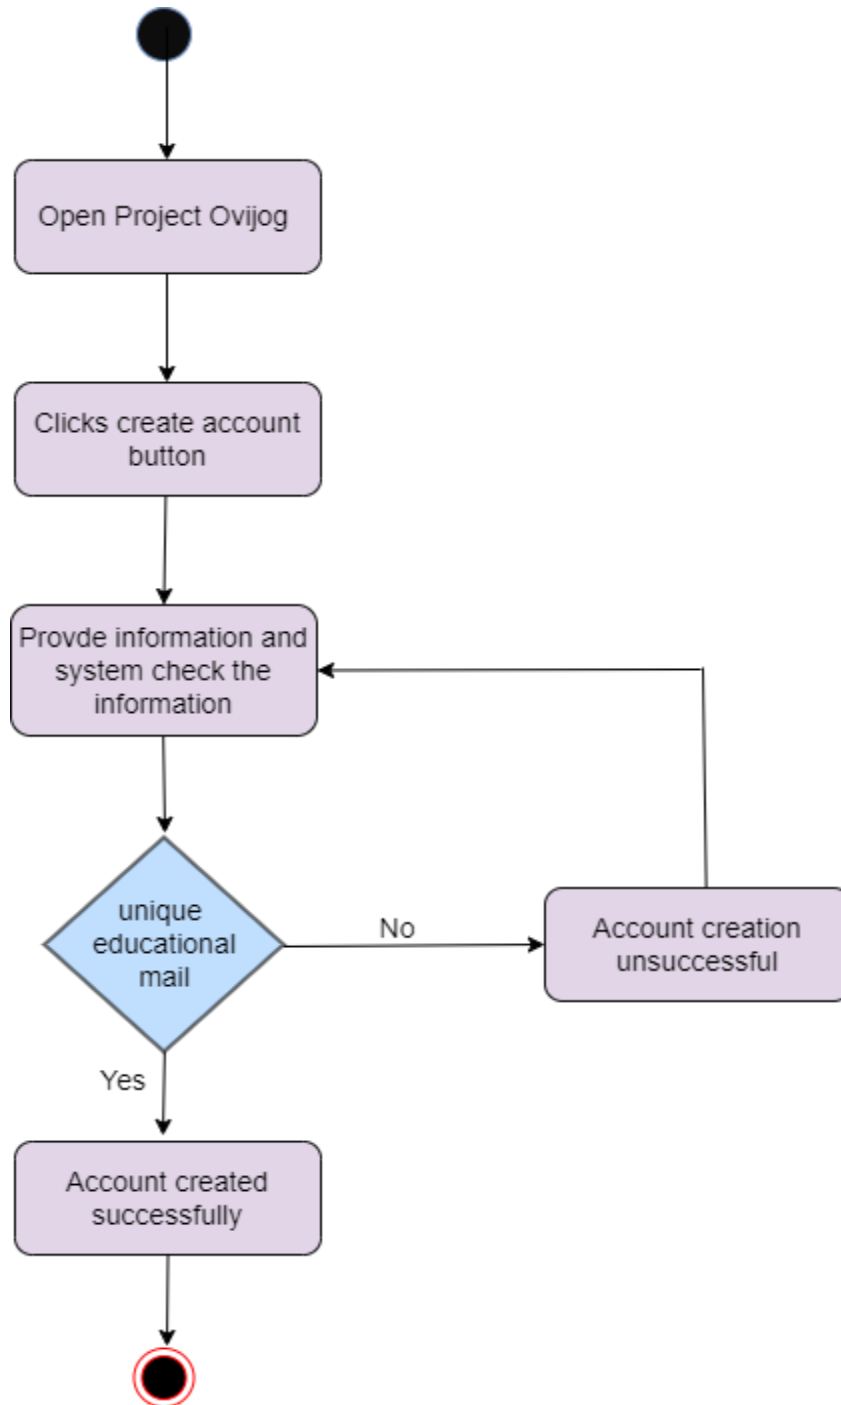 Open Project Ovijog
Clicks create account
button
Provde information and
system check the
information
unique
educational
mail
No
Account creation
unsuccessful
Yes
Account created
successfully